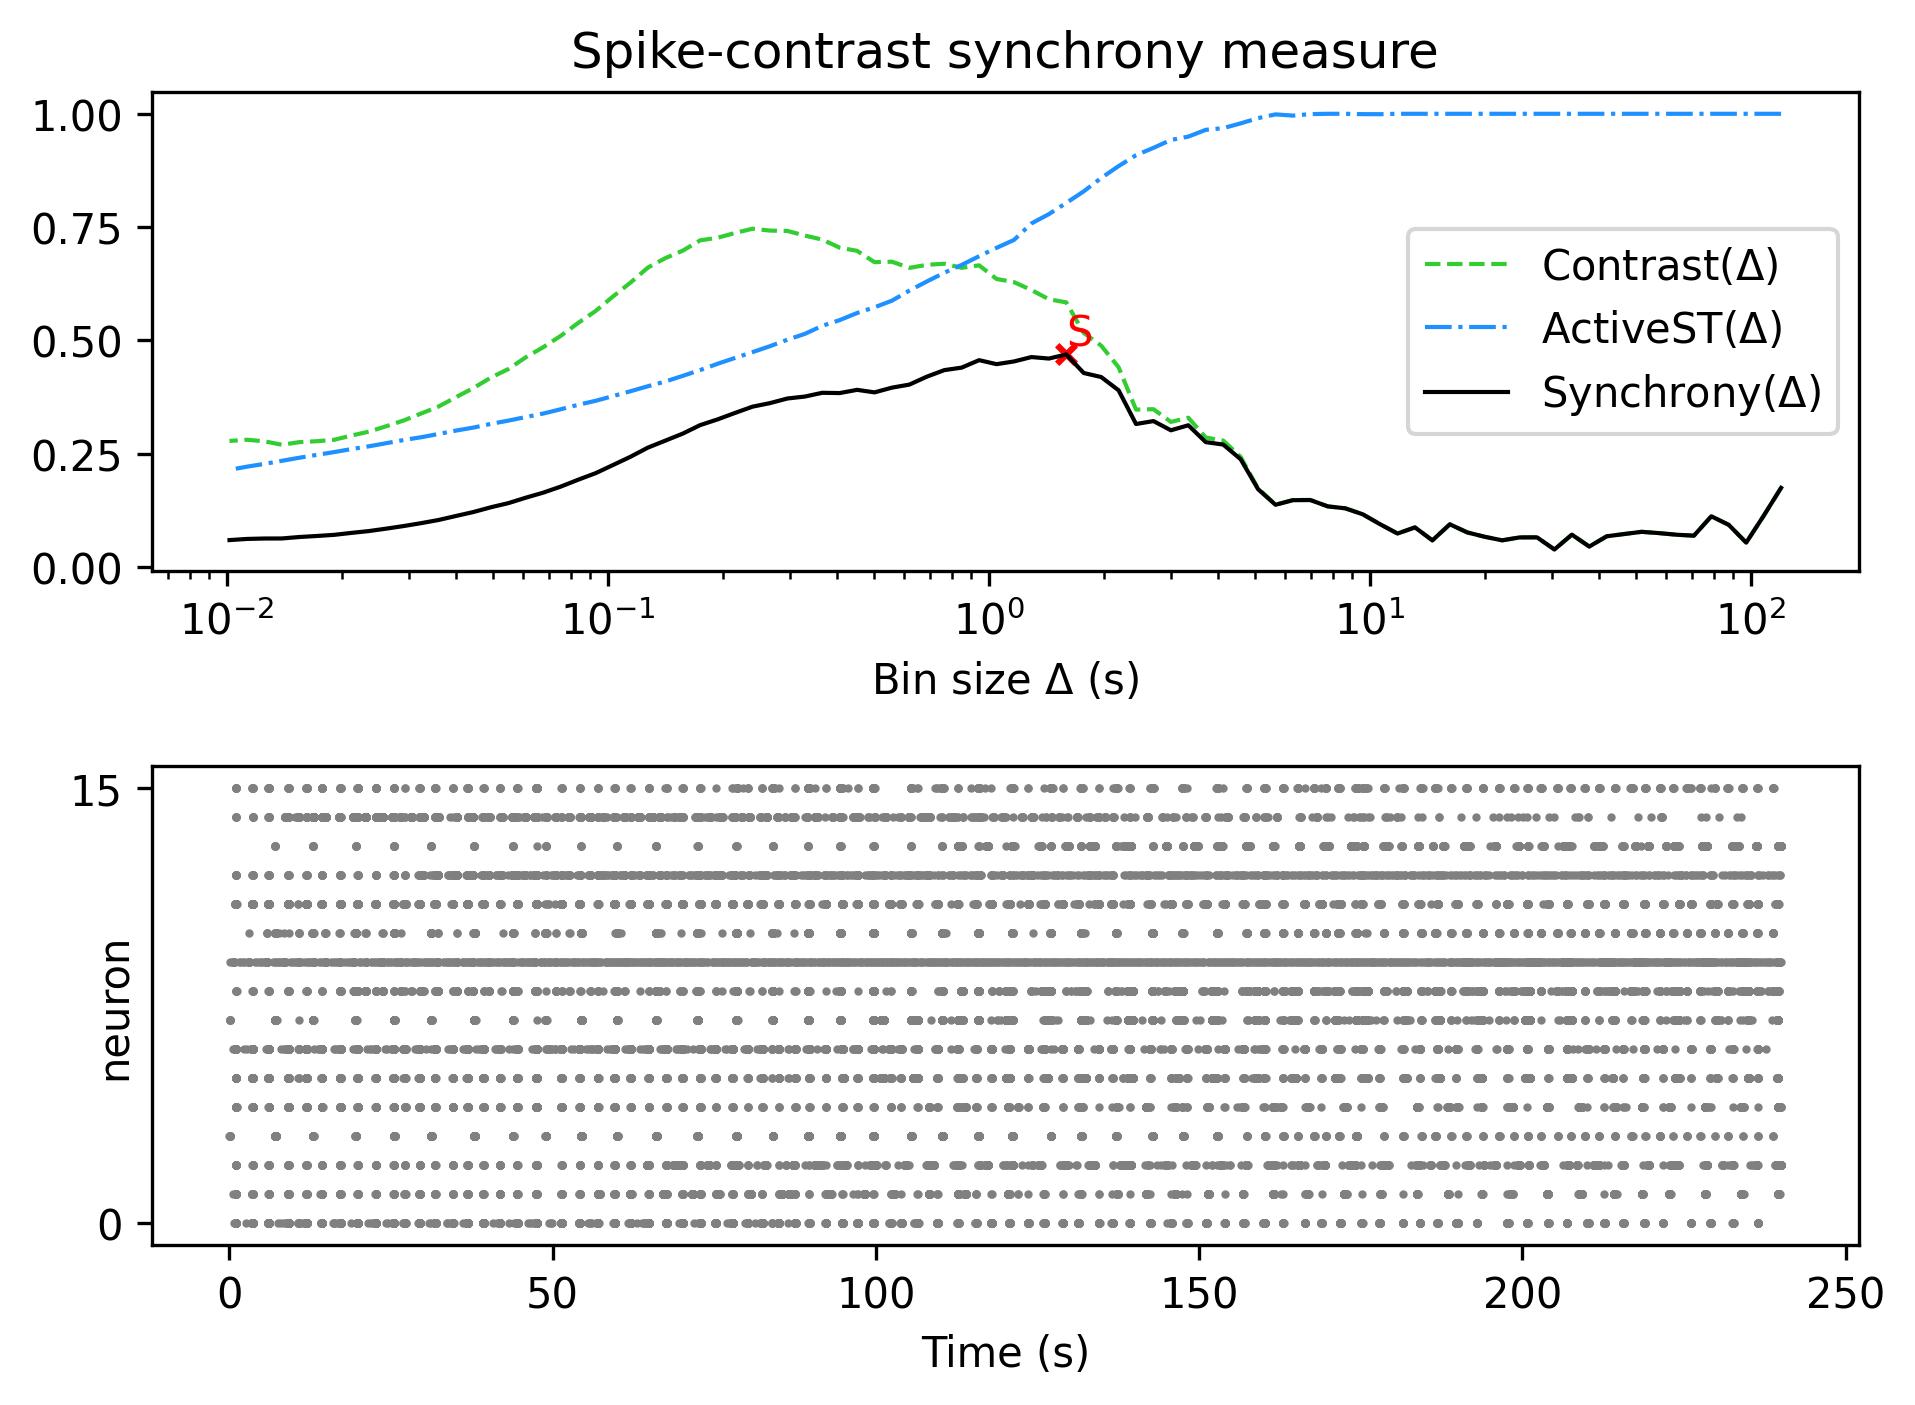 Spike-contrast synchrony measure
1.00
0.75
0.50
0.25
0.00
S
Contrast(Δ)
ActiveST(Δ)
Synchrony(Δ)
10⁻² 10⁻¹ 10⁰ 10¹ 10²
Bin size Δ (s)
15
neuron
0
0 50 100 150 200 250
Time (s)